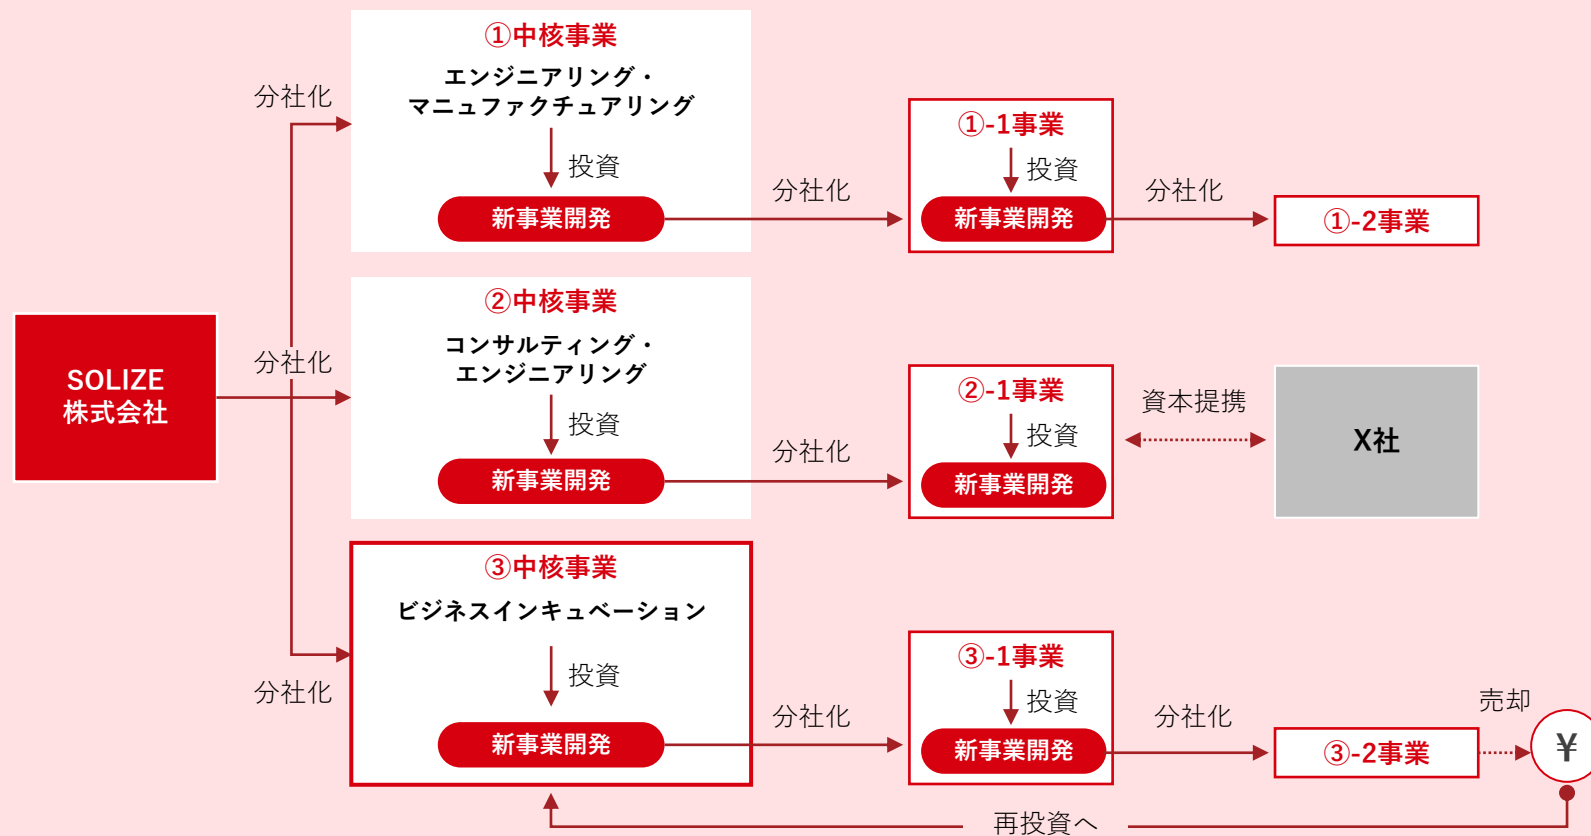 SOLIZE
株式会社
分社化
分社化
分社化
①中核事業
エンジニアリング・
マニュファクチュアリング
投資
新事業開発
分社化
①-1事業
投資
新事業開発
分社化
①-2事業
②中核事業
コンサルティング・
エンジニアリング
投資
新事業開発
分社化
②-1事業
投資
新事業開発
資本提携
X社
③中核事業
ビジネスインキュベーション
投資
新事業開発
分社化
③-1事業
投資
新事業開発
分社化
③-2事業
売却
¥
再投資へ